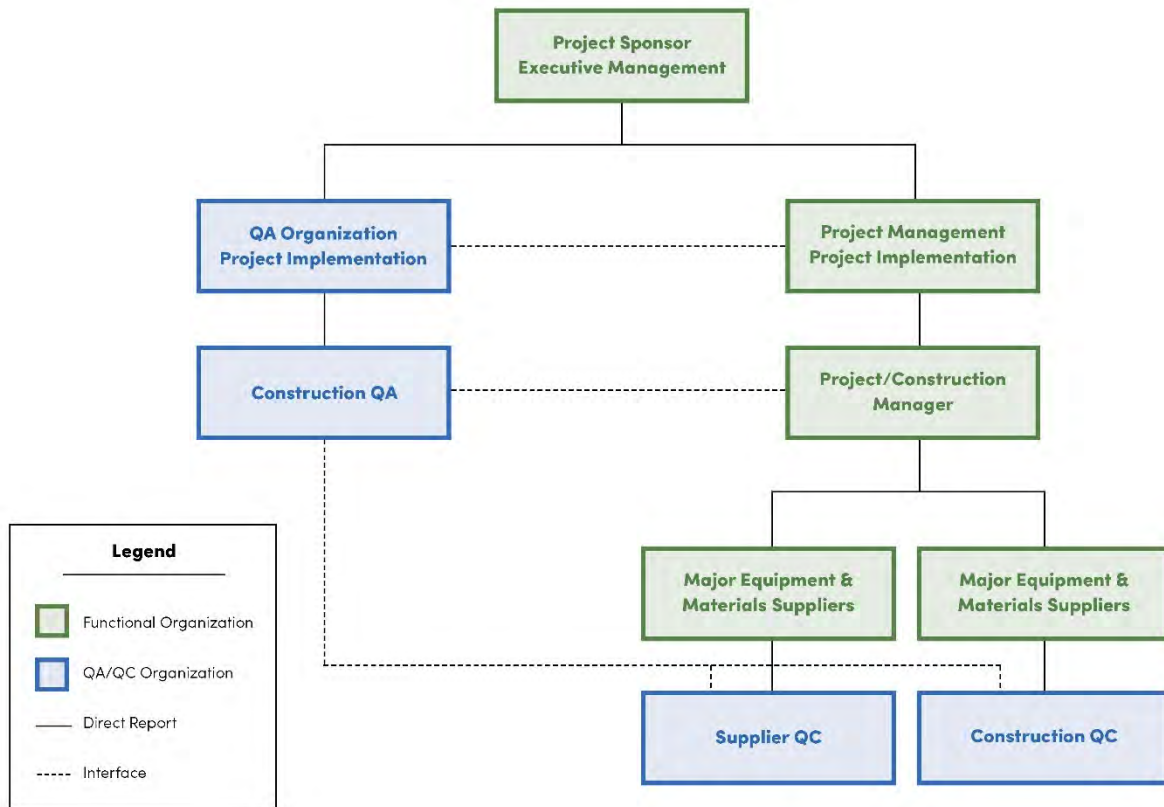 Project Sponsor
Executive Management
QA Organization
Project Implementation
Project Management
Project Implementation
Construction QA
Project/Construction
Manager
Legend
Functional Organization
QA/QC Organization
Direct Report
Interface
Major Equipment &
Materials Suppliers
Major Equipment &
Materials Suppliers
Supplier QC
Construction QC